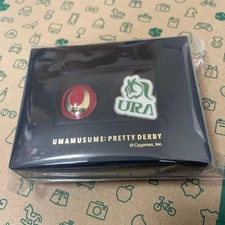 URA
UMAMUSUME: PRETTY DERBY
© Cygames, Inc.